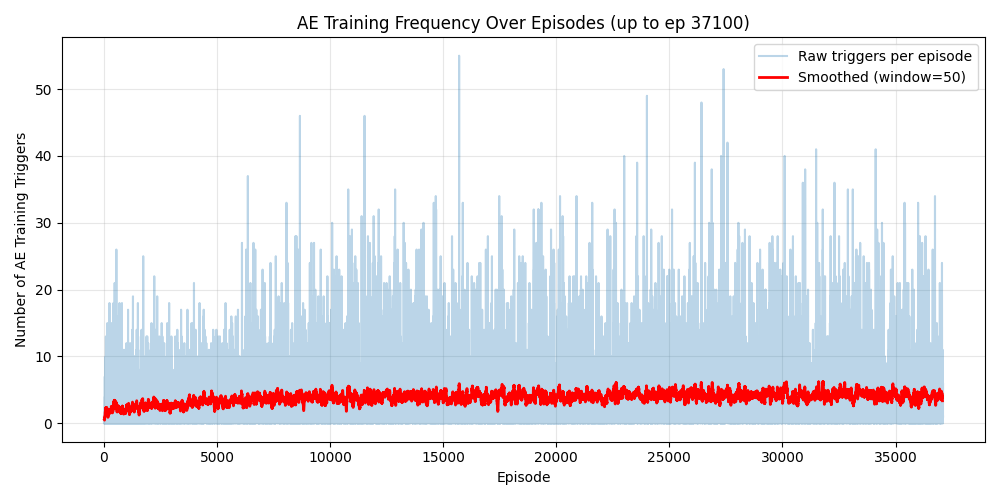 AE Training Frequency Over Episodes (up to ep 37100)
Raw triggers per episode
Smoothed (window=50)
Number of AE Training Triggers
50
40
30
20
10
0
0 5000 10000 15000 20000 25000 30000 35000
Episode